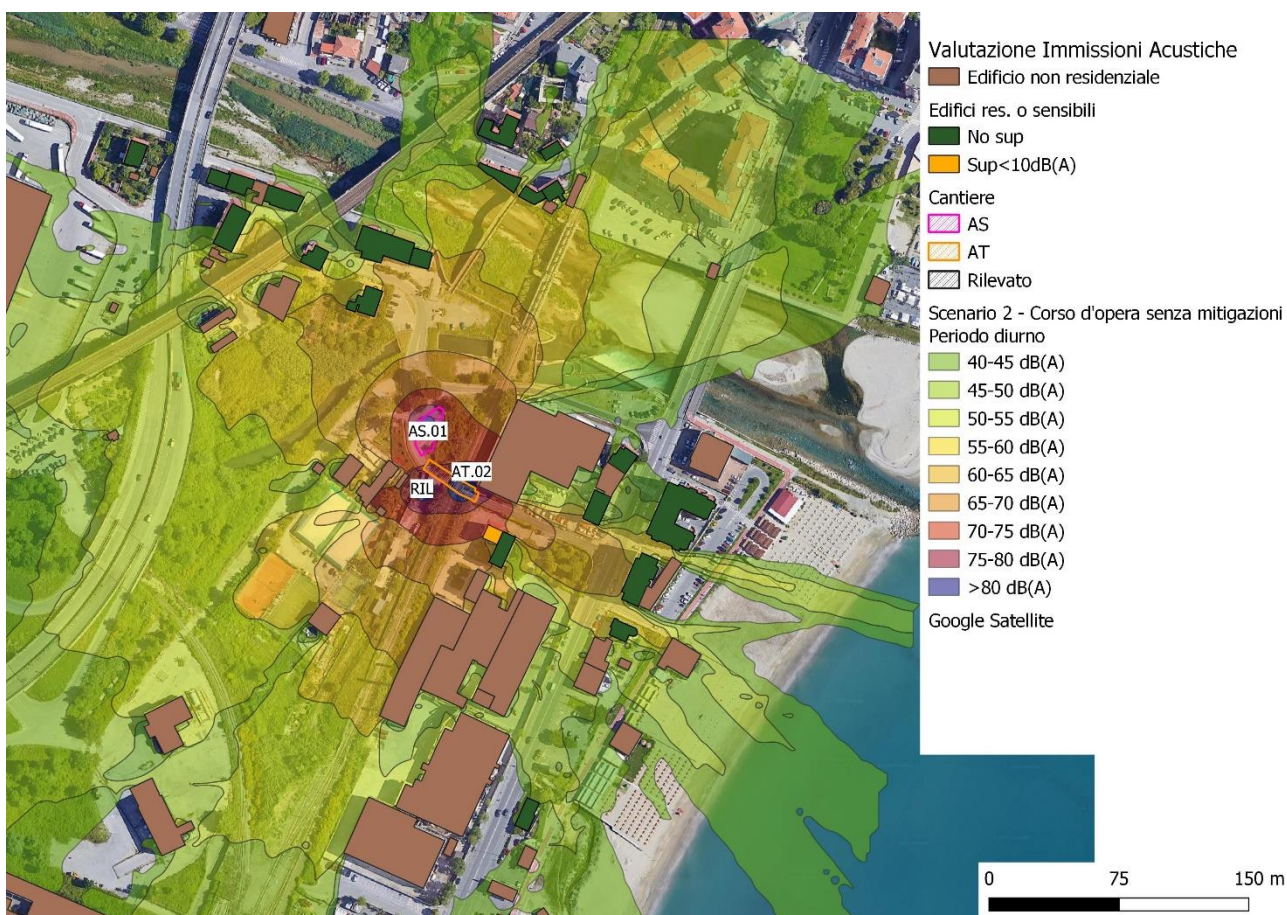 Valutazione Immissioni Acustiche
Edificio non residenziale
Edifici res. o sensibili
No sup
Sup<10dB(A)
Cantiere
AS
AT
Rilevato
Scenario 2 - Corso d'opera senza mitigazioni
Periodo diurno
40-45 dB(A)
45-50 dB(A)
50-55 dB(A)
55-60 dB(A)
60-65 dB(A)
65-70 dB(A)
70-75 dB(A)
75-80 dB(A)
>80 dB(A)
Google Satellite
AS.01
AT.02
RIL
0 75 150 m